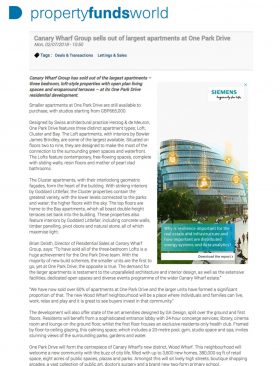 propertyfundsworld
Canary Wharf Group sells out of largest apartments at One Park Drive
Mon, 02/07/2018 - 10:50
Tags : Deals & Transactions Lettings & Sales
Canary Wharf Group has sold out of the largest apartments –
three bedroom, loft-style properties with open plan living
spaces and wraparound terraces – at its One Park Drive
residential development.
Smaller apartments at One Park Drive are still available
to purchase, with studios starting from GBP685,000.
Designed by Swiss architectural practice Herzog & de Meuron,
One Park Drive features three distinct apartment types, Loft,
Cluster and Bay. The Loft apartments, with interiors by Bowler
James Brindley, are some of the largest available. Situated on
floors two to nine, they are designed to make the most of the
connection to the surrounding green spaces and waterfront.
The Lofts feature contemporary, free-flowing spaces, complete
with sliding walls, resin floors and mother of pearl clad
bathrooms.
The Cluster apartments, with their interlocking geometric
façades, form the heart of the building. With striking interiors
by Goddard Littlefair, the Cluster properties contain the
greatest variety, with the lower levels connected to the parks
and water, the higher floors with the sky. The top floors are
home to the Bay apartments, which all boast double-height
terraces set back into the building. These properties also
feature interiors by Goddard Littlefair, including concrete walls,
timber panelling, pivot doors and natural stone, all of which
maximise light.
Brian DeAth, Director of Residential Sales at Canary Wharf
Group, says: "To have sold all of the three-bedroom Lofts is a
huge achievement for the One Park Drive team. With the
majority of new-build schemes, the smaller units are the first to
go, yet at One Park Drive, the opposite is true. The demand for
the larger apartments is testament to the unparalleled architecture and interior design, as well as the extensive
facilities, dedicated open spaces and diverse events programme of the wider Canary Wharf estate."
"We have now sold over 60% of apartments at One Park Drive and the larger units have formed a significant
proportion of that. The new Wood Wharf neighbourhood will be a place where individuals and families can live,
work, relax and play and it is great to see buyers invest in that community."
The development will also offer state of the art amenities designed by GA Design, split over the ground and first
floors. Residents will benefit from a sophisticated entrance lobby with 24-hour concierge services, library, cinema
room and lounge on the ground floor, whilst the first floor houses an exclusive residents-only health club. Framed
by floor to ceiling glazing, this calming space, which includes a 20-metre pool, gym, studio space and spa, invites
stunning views of the surrounding parks, gardens and water.
One Park Drive will form the centrepiece of Canary Wharf's new district, Wood Wharf. This neighbourhood will
welcome a new community with the buzz of city life, filled with up to 3,600 new homes, 380,000 sq ft of retail
space, eight acres of public spaces, plazas and parks. Amongst this will sit lively high streets, boutique shopping
arcades, a vast collection of public art, doctor's surgery and a brand new two-form primary school.
SIEMENS
Ingenuity for life
Why is resilience important for the
real estate and infrastructure and
how important are distributed
energy systems and data analytics?
Download the report >